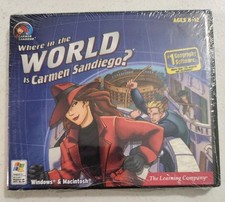 AGES 8-12
Where in the
WORLD
Is Carmen Sandiego?
Windows® & Macintosh®
The Learning Company®